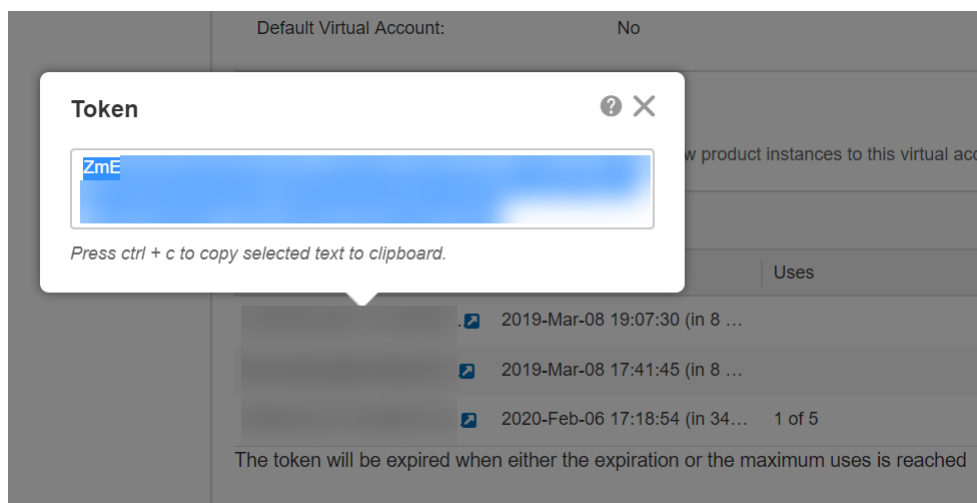 Default Virtual Account: No
Token
ZmE
w product instances to this virtual acc
Press ctrl + c to copy selected text to clipboard.
Uses
2019-Mar-08 19:07:30 (in 8 …
2019-Mar-08 17:41:45 (in 8 …
2020-Feb-06 17:18:54 (in 34… 1 of 5
The token will be expired when either the expiration or the maximum uses is reached